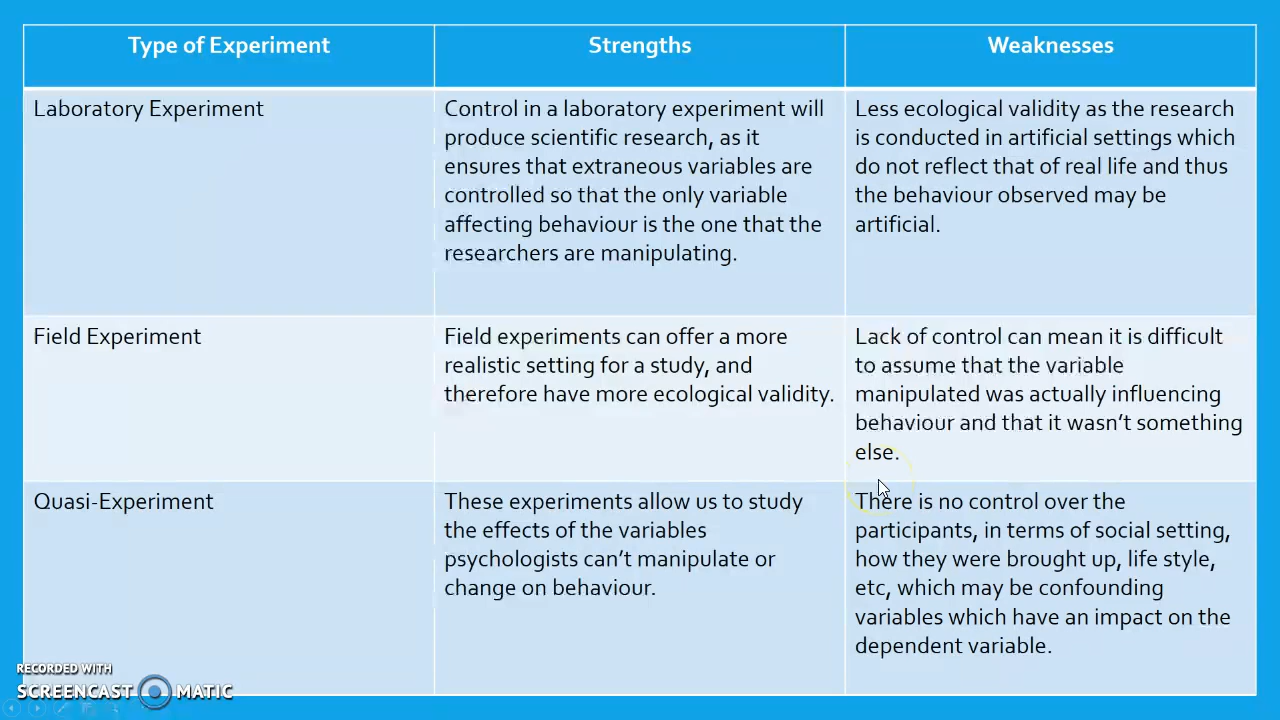 Type of Experiment
Strengths
Weaknesses
Laboratory Experiment
Control in a laboratory experiment will
produce scientific research, as it
ensures that extraneous variables are
controlled so that the only variable
affecting behaviour is the one that the
researchers are manipulating.
Less ecological validity as the research
is conducted in artificial settings which
do not reflect that of real life and thus
the behaviour observed may be
artificial.
Field Experiment
Field experiments can offer a more
realistic setting for a study, and
therefore have more ecological validity.
Lack of control can mean it is difficult
to assume that the variable
manipulated was actually influencing
behaviour and that it wasn't something
else.
Quasi-Experiment
These experiments allow us to study
the effects of the variables
psychologists can't manipulate or
change on behaviour.
There is no control over the
participants, in terms of social setting,
how they were brought up, life style,
etc, which may be confounding
variables which have an impact on the
dependent variable.
RECORDED WITH
SCREENCAST MATIC